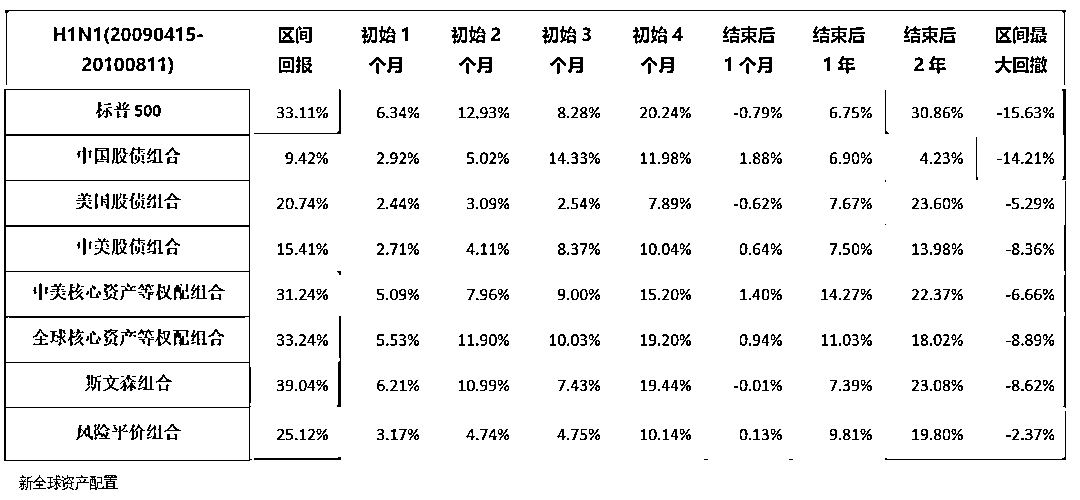 H1N1(20090415-20100811) 区间回报 初始1个月 初始2个月 初始3个月 初始4个月 结束后1个月 结束后1年 结束后2年 区间最大回撤
标普500 33.11% 6.34% 12.93% 8.28% 20.24% -0.79% 6.75% 30.86% -15.63%
中国股债组合 9.42% 2.92% 5.02% 14.33% 11.98% 1.88% 6.90% 4.23% -14.21%
美国股债组合 20.74% 2.44% 3.09% 2.54% 7.89% -0.62% 7.67% 23.60% -5.29%
中美股债组合 15.41% 2.71% 4.11% 8.37% 10.04% 0.64% 7.50% 13.98% -8.36%
中美核心资产等权配组合 31.24% 5.09% 7.96% 9.00% 15.20% 1.40% 14.27% 22.37% -6.66%
全球核心资产等权配组合 33.24% 5.53% 11.90% 10.03% 19.20% 0.94% 11.03% 18.02% -8.89%
斯文森组合 39.04% 6.21% 10.99% 7.43% 19.44% -0.01% 7.39% 23.08% -8.62%
风险平价组合 25.12% 3.17% 4.74% 4.75% 10.14% 0.13% 9.81% 19.80% -2.37%
新全球资产配置